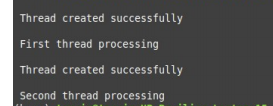 Thread created successfully
First thread processing
Thread created successfully
Second thread processing